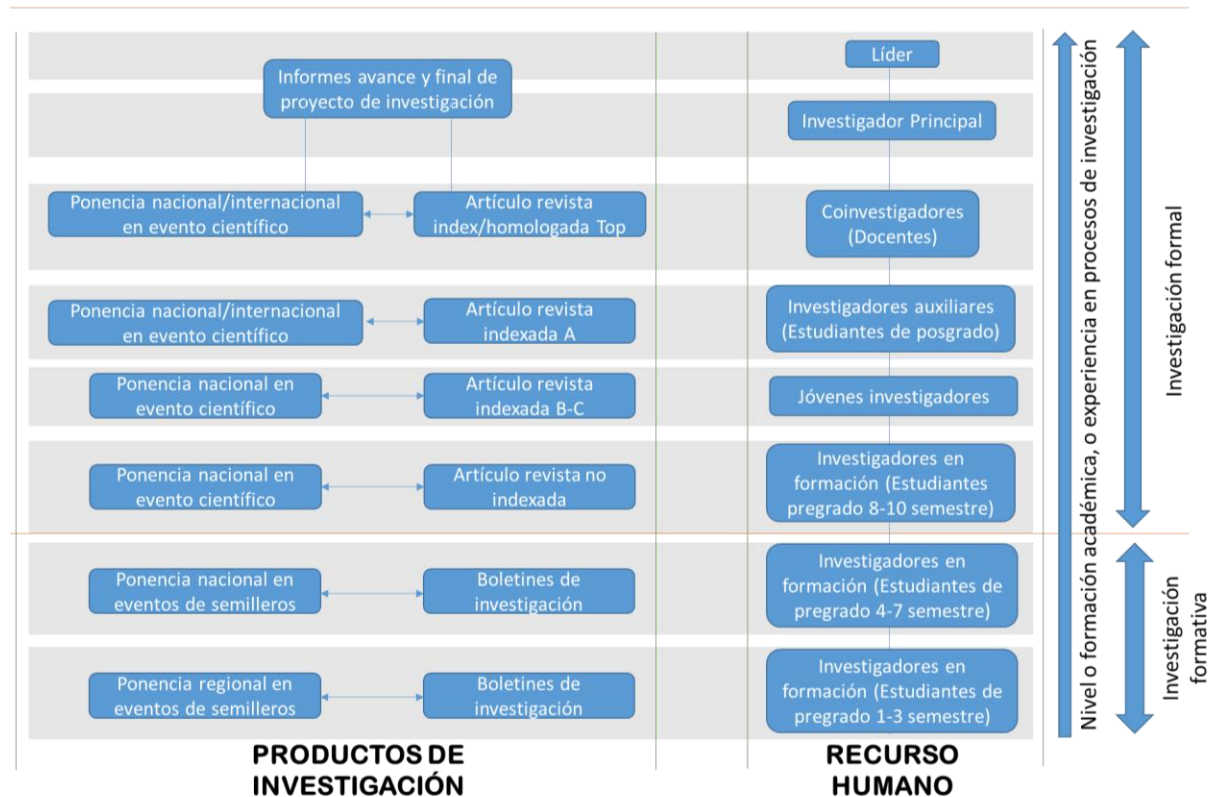 Líder
Informes avance y final de
proyecto de investigación
Investigador Principal
Ponencia nacional/internacional
en evento científico
Artículo revista
index/homologada Top
Coinvestigadores
(Docentes)
Ponencia nacional/internacional
en evento científico
Artículo revista
indexada A
Investigadores auxiliares
(Estudiantes de posgrado)
Ponencia nacional en
evento científico
Artículo revista
indexada B-C
Jóvenes investigadores
Ponencia nacional en
evento científico
Artículo revista no
indexada
Investigadores en
formación (Estudiantes
pregrado 8-10 semestre)
Ponencia nacional en
eventos de semilleros
Boletines de
investigación
Investigadores en
formación (Estudiantes de
pregrado 4-7 semestre)
Ponencia regional en
eventos de semilleros
Boletines de
investigación
Investigadores en
formación (Estudiantes de
pregrado 1-3 semestre)
Nivel o formación académica, o experiencia en procesos de investigación
Investigación formal
Investigación
formativa
PRODUCTOS DE
INVESTIGACIÓN
RECURSO
HUMANO